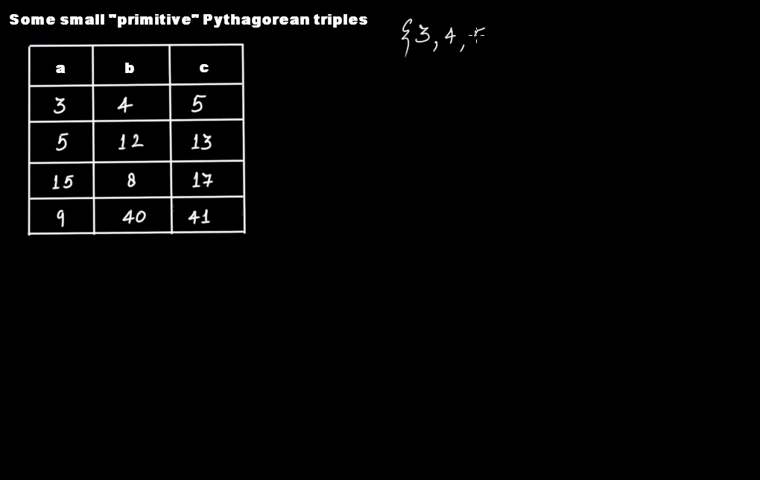 Some small "primitive" Pythagorean triples
{3, 4,
a b c
3 4 5
5 12 13
15 8 17
9 40 41